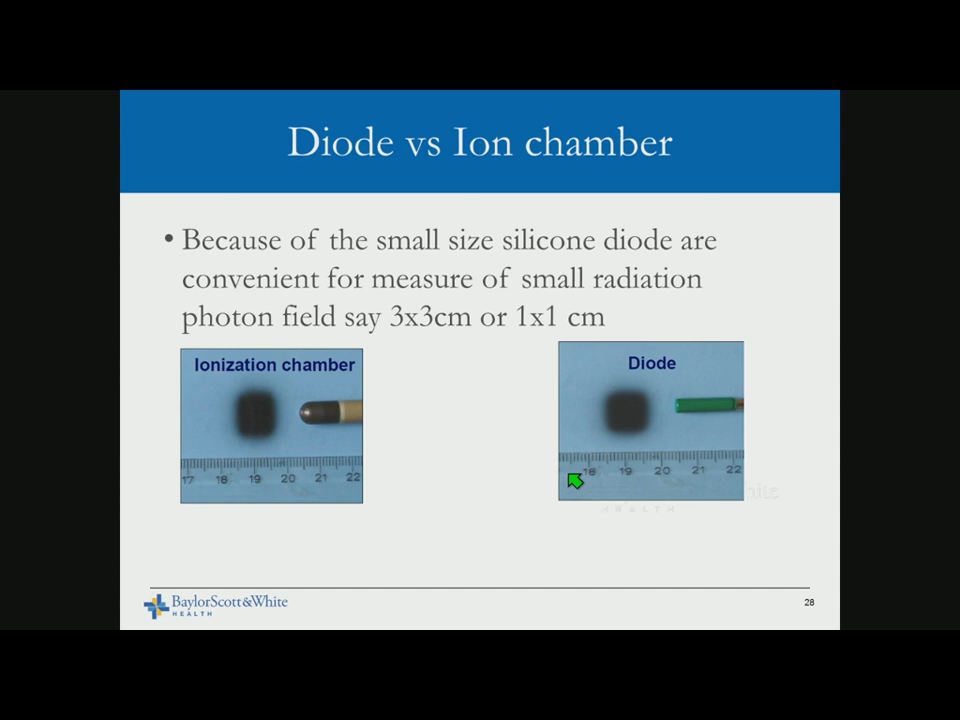 Diode vs Ion chamber
• Because of the small size silicone diode are
convenient for measure of small radiation
photon field say 3x3cm or 1x1 cm
Ionization chamber
17 18 19 20 21 22
Diode
18 19 20 21 22
White
HEALTH
BaylorScott&White
HEALTH
28